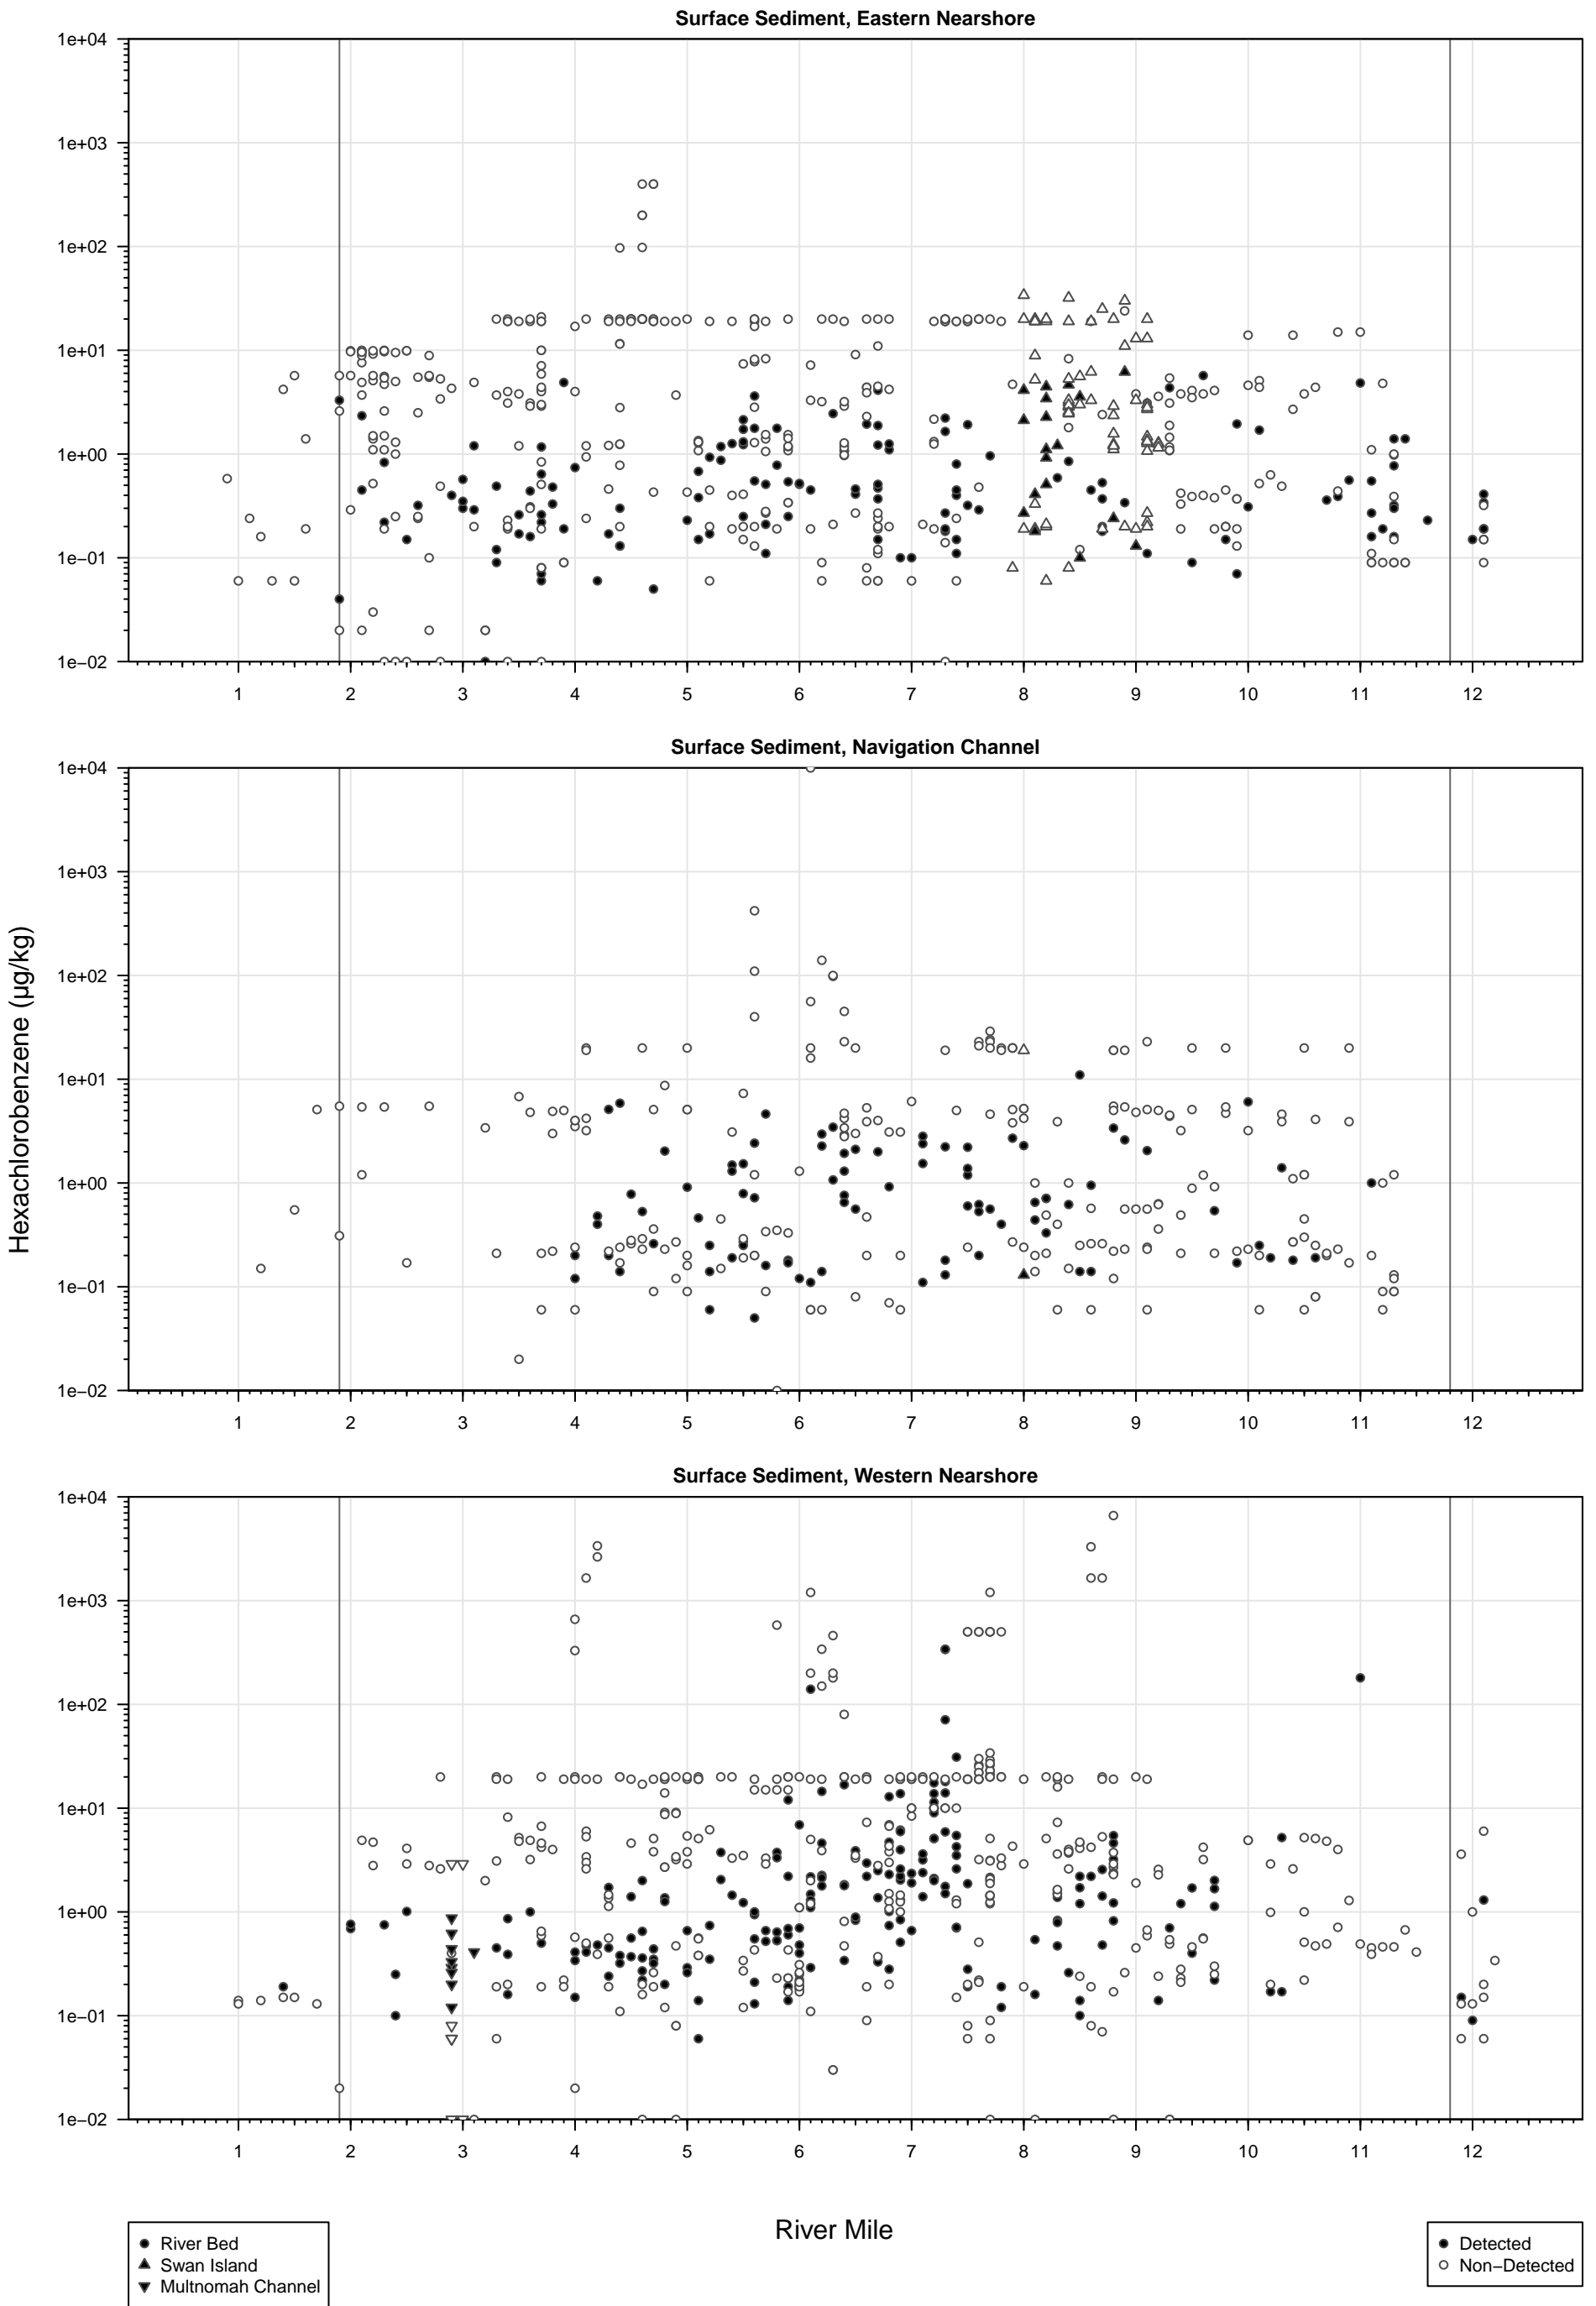 Surface Sediment, Eastern Nearshore
1e+04
1e+03
1e+02
1e+01
1e+00
1e−01
1e−02
1 2 3 4 5 6 7 8 9 10 11 12
Surface Sediment, Navigation Channel
1e+04
1e+03
1e+02
1e+01
1e+00
1e−01
1e−02
1 2 3 4 5 6 7 8 9 10 11 12
Hexachlorobenzene (µg/kg)
Surface Sediment, Western Nearshore
1e+04
1e+03
1e+02
1e+01
1e+00
1e−01
1e−02
1 2 3 4 5 6 7 8 9 10 11 12
River Mile
River Bed
Swan Island
Multnomah Channel
Detected
Non−Detected